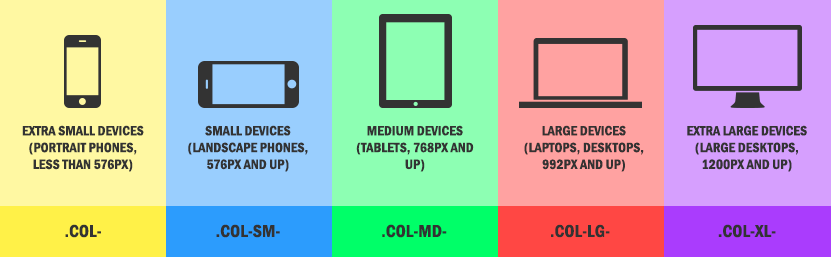 EXTRA SMALL DEVICES
(PORTRAIT PHONES,
LESS THAN 576PX)
SMALL DEVICES
(LANDSCAPE PHONES,
576PX AND UP)
MEDIUM DEVICES
(TABLETS, 768PX AND
UP)
LARGE DEVICES
(LAPTOPS, DESKTOPS,
992PX AND UP)
EXTRA LARGE DEVICES
(LARGE DESKTOPS,
1200PX AND UP)
.COL-
.COL-SM-
.COL-MD-
.COL-LG-
.COL-XL-